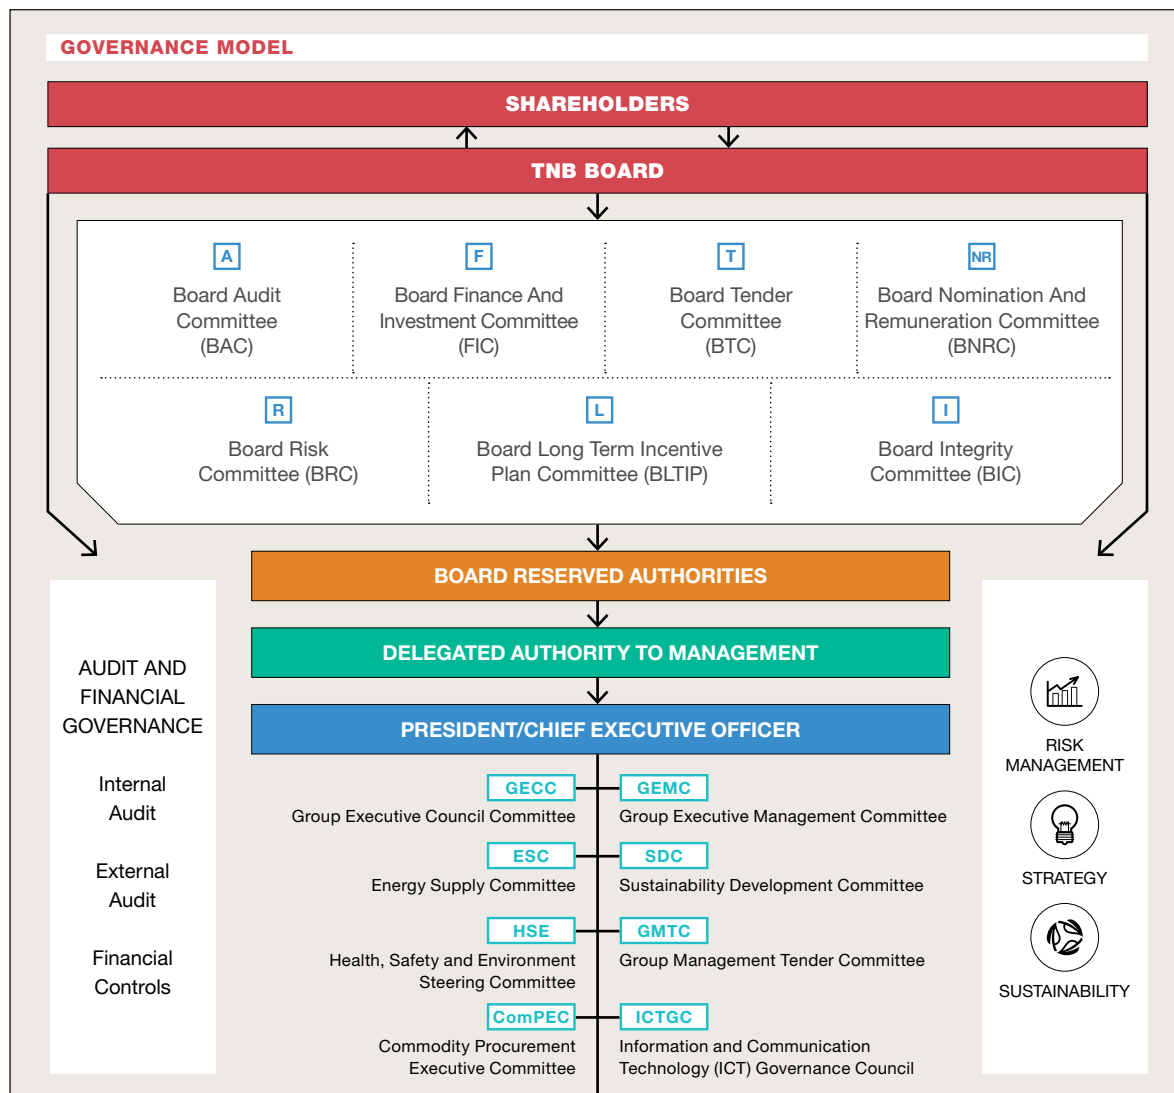 GOVERNANCE MODEL
SHAREHOLDERS
TNB BOARD
A
Board Audit
Committee
(BAC)
F
Board Finance And
Investment Committee
(FIC)
T
Board Tender
Committee
(BTC)
NR
Board Nomination And
Remuneration Committee
(BNRC)
R
Board Risk
Committee (BRC)
L
Board Long Term Incentive
Plan Committee (BLTIP)
I
Board Integrity
Committee (BIC)
BOARD RESERVED AUTHORITIES
DELEGATED AUTHORITY TO MANAGEMENT
PRESIDENT/CHIEF EXECUTIVE OFFICER
AUDIT AND
FINANCIAL
GOVERNANCE
Internal
Audit
External
Audit
Financial
Controls
GECC
Group Executive Council Committee
GEMC
Group Executive Management Committee
ESC
Energy Supply Committee
SDC
Sustainability Development Committee
HSE
Health, Safety and Environment
Steering Committee
GMTC
Group Management Tender Committee
ComPEC
Commodity Procurement
Executive Committee
ICTGC
Information and Communication
Technology (ICT) Governance Council
RISK
MANAGEMENT
STRATEGY
SUSTAINABILITY